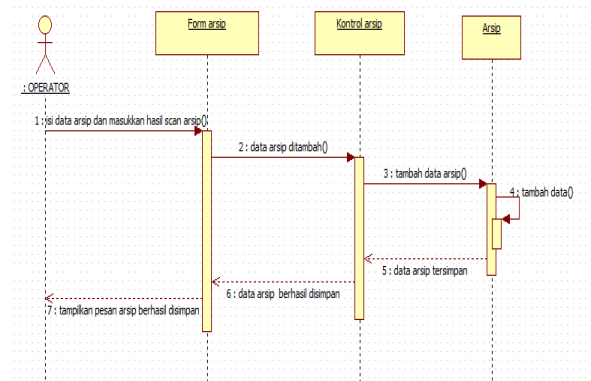 Form arsip
Kontrol arsip
Arsip
: OPERATOR
1 : isi data arsip dan masukkan hasil scan arsip()
2 : data arsip ditambah()
3 : tambah data arsip()
4 : tambah data()
5 : data arsip tersimpan
6 : data arsip berhasil disimpan
7 : tampilkan pesan arsip berhasil disimpan